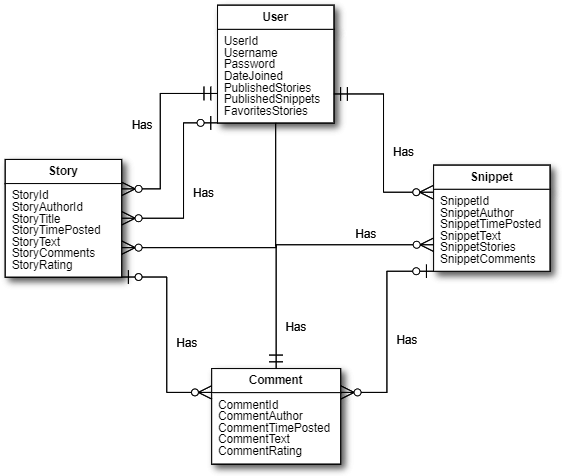 User
UserId
Username
Password
DateJoined
PublishedStories
PublishedSnippets
FavoritesStories
Has
Has
Has
Story
StoryId
StoryAuthorId
StoryTitle
StoryTimePosted
StoryText
StoryComments
StoryRating
Snippet
SnippetId
SnippetAuthor
SnippetTimePosted
SnippetText
SnippetStories
SnippetComments
Has
Has
Has
Has
Comment
CommentId
CommentAuthor
CommentTimePosted
CommentText
CommentRating